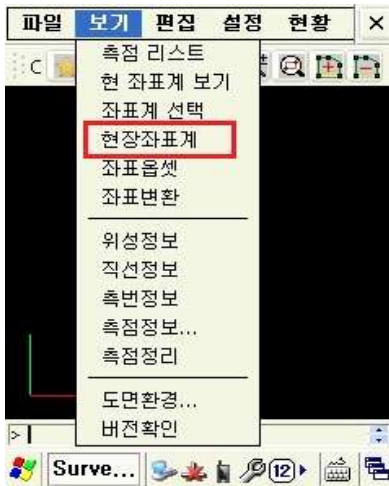 파일 보기 편집 설정 현황 ×
C
측점 리스트
현 좌표계 보기
좌표계 선택
현장좌표계
좌표옵셋
좌표변환
위성정보
직선정보
측번정보
측점정보...
측점정리
도면환경...
버전확인
>
Surve... 12